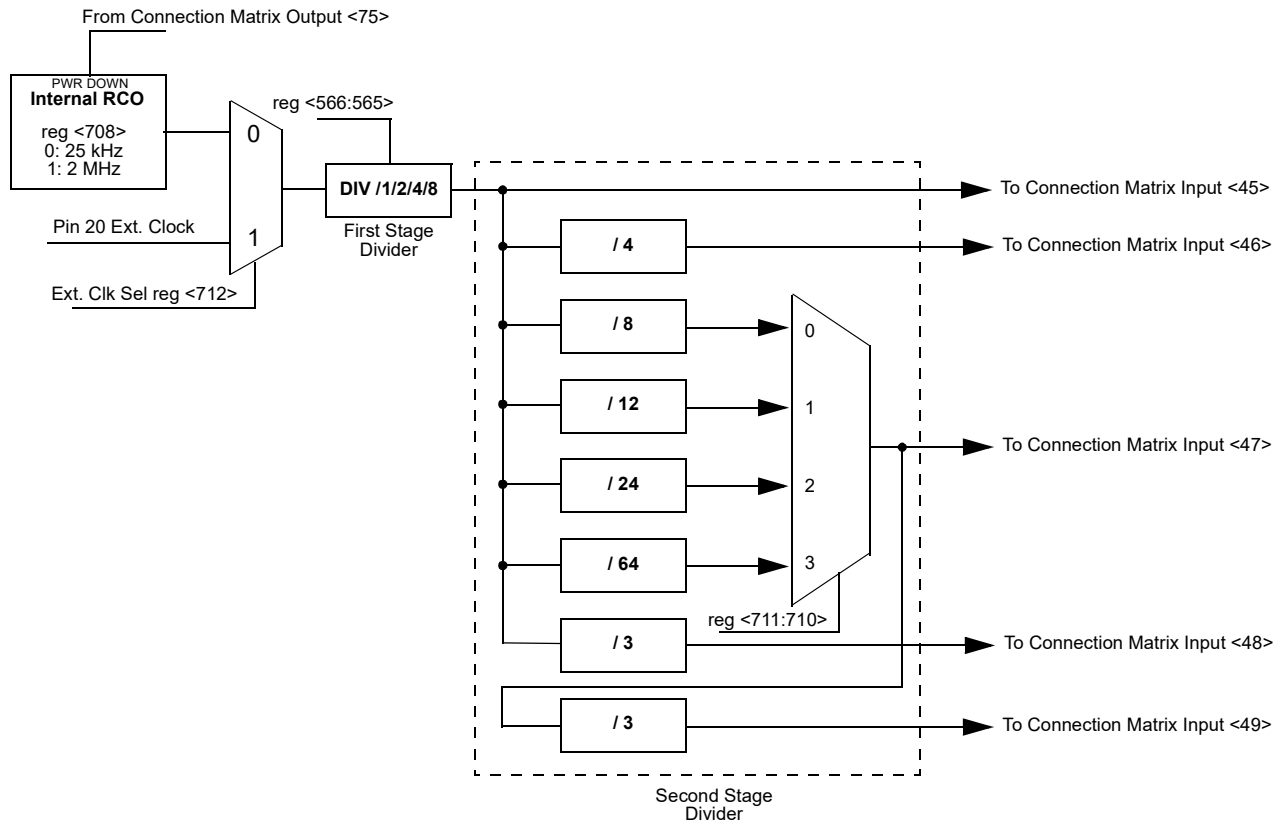 From Connection Matrix Output <75>
PWR DOWN
Internal RCO
reg <708>
0: 25 kHz
1: 2 MHz
0
reg <566:565>
DIV /1/2/4/8
First Stage
Divider
Pin 20 Ext. Clock
1
Ext. Clk Sel reg <712>
To Connection Matrix Input <45>
/ 4
To Connection Matrix Input <46>
/ 8
0
/ 12
1
To Connection Matrix Input <47>
/ 24
2
/ 64
3
reg <711:710>
/ 3
To Connection Matrix Input <48>
/ 3
To Connection Matrix Input <49>
Second Stage
Divider